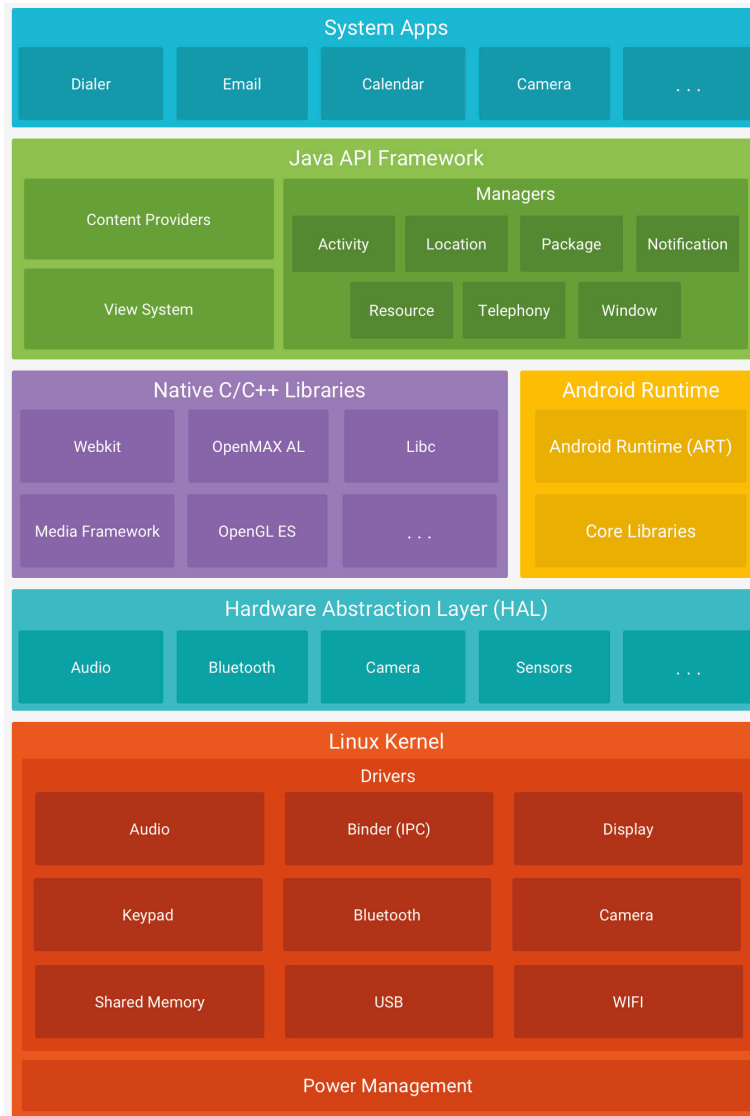 System Apps
Dialer
Email
Calendar
Camera
. . .
Java API Framework
Content Providers
View System
Managers
Activity
Location
Package
Notification
Resource
Telephony
Window
Native C/C++ Libraries
Webkit
OpenMAX AL
Libc
Media Framework
OpenGL ES
. . .
Android Runtime
Android Runtime (ART)
Core Libraries
Hardware Abstraction Layer (HAL)
Audio
Bluetooth
Camera
Sensors
. . .
Linux Kernel
Drivers
Audio
Binder (IPC)
Display
Keypad
Bluetooth
Camera
Shared Memory
USB
WIFI
Power Management